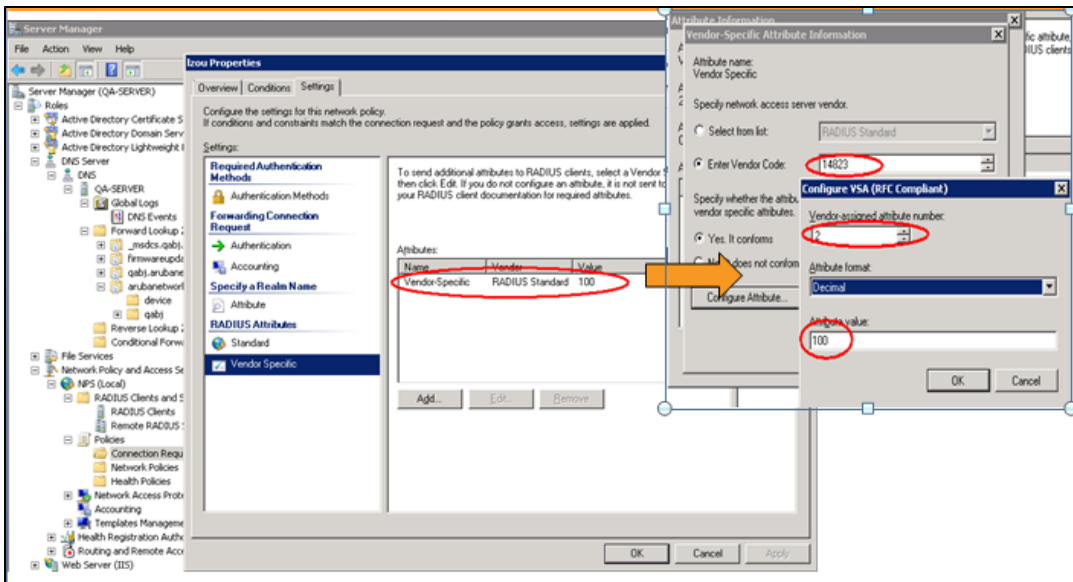 Server Manager
File Action View Help
Server Manager (QA-SERVER)
Roles
Active Directory Certificate S
Active Directory Domain Serv
Active Directory Lightweight
DNS Server
DNS
QA-SERVER
Global Logs
DNS Events
Forward Lookup
_msdcs.qabj.
firmwareupda
qabj.arubane
arubanetworl
device
qabj
Reverse Lookup
Conditional Forw
File Services
Network Policy and Access Se
NPS (Local)
RADIUS Clients and S
RADIUS Clients
Remote RADIUS
Policies
Connection Requ
Network Policies
Health Policies
Network Access Prote
Accounting
Templates Manageme
Health Registration Autho
Routing and Remote Acce
Web Server (IIS)
Izou Properties
Overview Conditions Settings
Configure the settings for this network policy.
If conditions and constraints match the connection request and the policy grants access, settings are applied.
Settings:
Required Authentication
Methods
Authentication Methods
Forwarding Connection
Request
Authentication
Accounting
Specify a Realm Name
Attribute
RADIUS Attributes
Standard
Vendor Specific
To send additional attributes to RADIUS clients, select a Vendor S
then click Edit. If you do not configure an attribute, it is not sent to
your RADIUS client documentation for required attributes.
Attributes:
Name Vendor Value
Vendor-Specific RADIUS Standard 100
Add... Edit... Remove
OK Cancel Apply
Attribute Information
Vendor-Specific Attribute Information
Attribute name:
Vendor Specific
Specify network access server vendor.
Select from list: RADIUS Standard
Enter Vendor Code: 14823
Specify whether the attribu
vendor specific attributes.
Yes. It conforms
does not conform
Configure Attribute...
fic attribute,
IUS clients
Configure VSA (RFC Compliant)
Vendor-assigned attribute number:
2
Attribute format:
Decimal
Attribute value:
100
OK Cancel